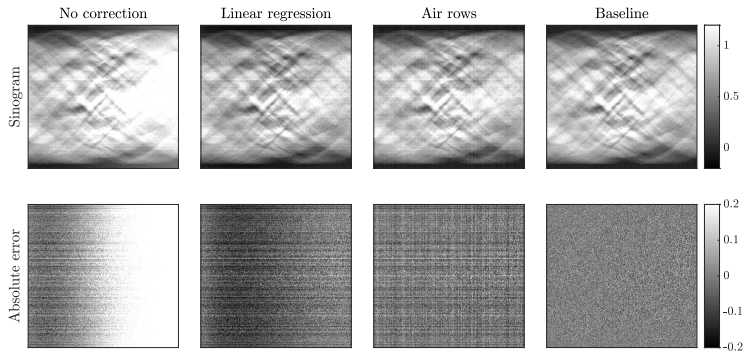 No correction
Linear regression
Air rows
Baseline
Sinogram
1
0.5
0
Absolute error
0.2
0.1
0
-0.1
-0.2